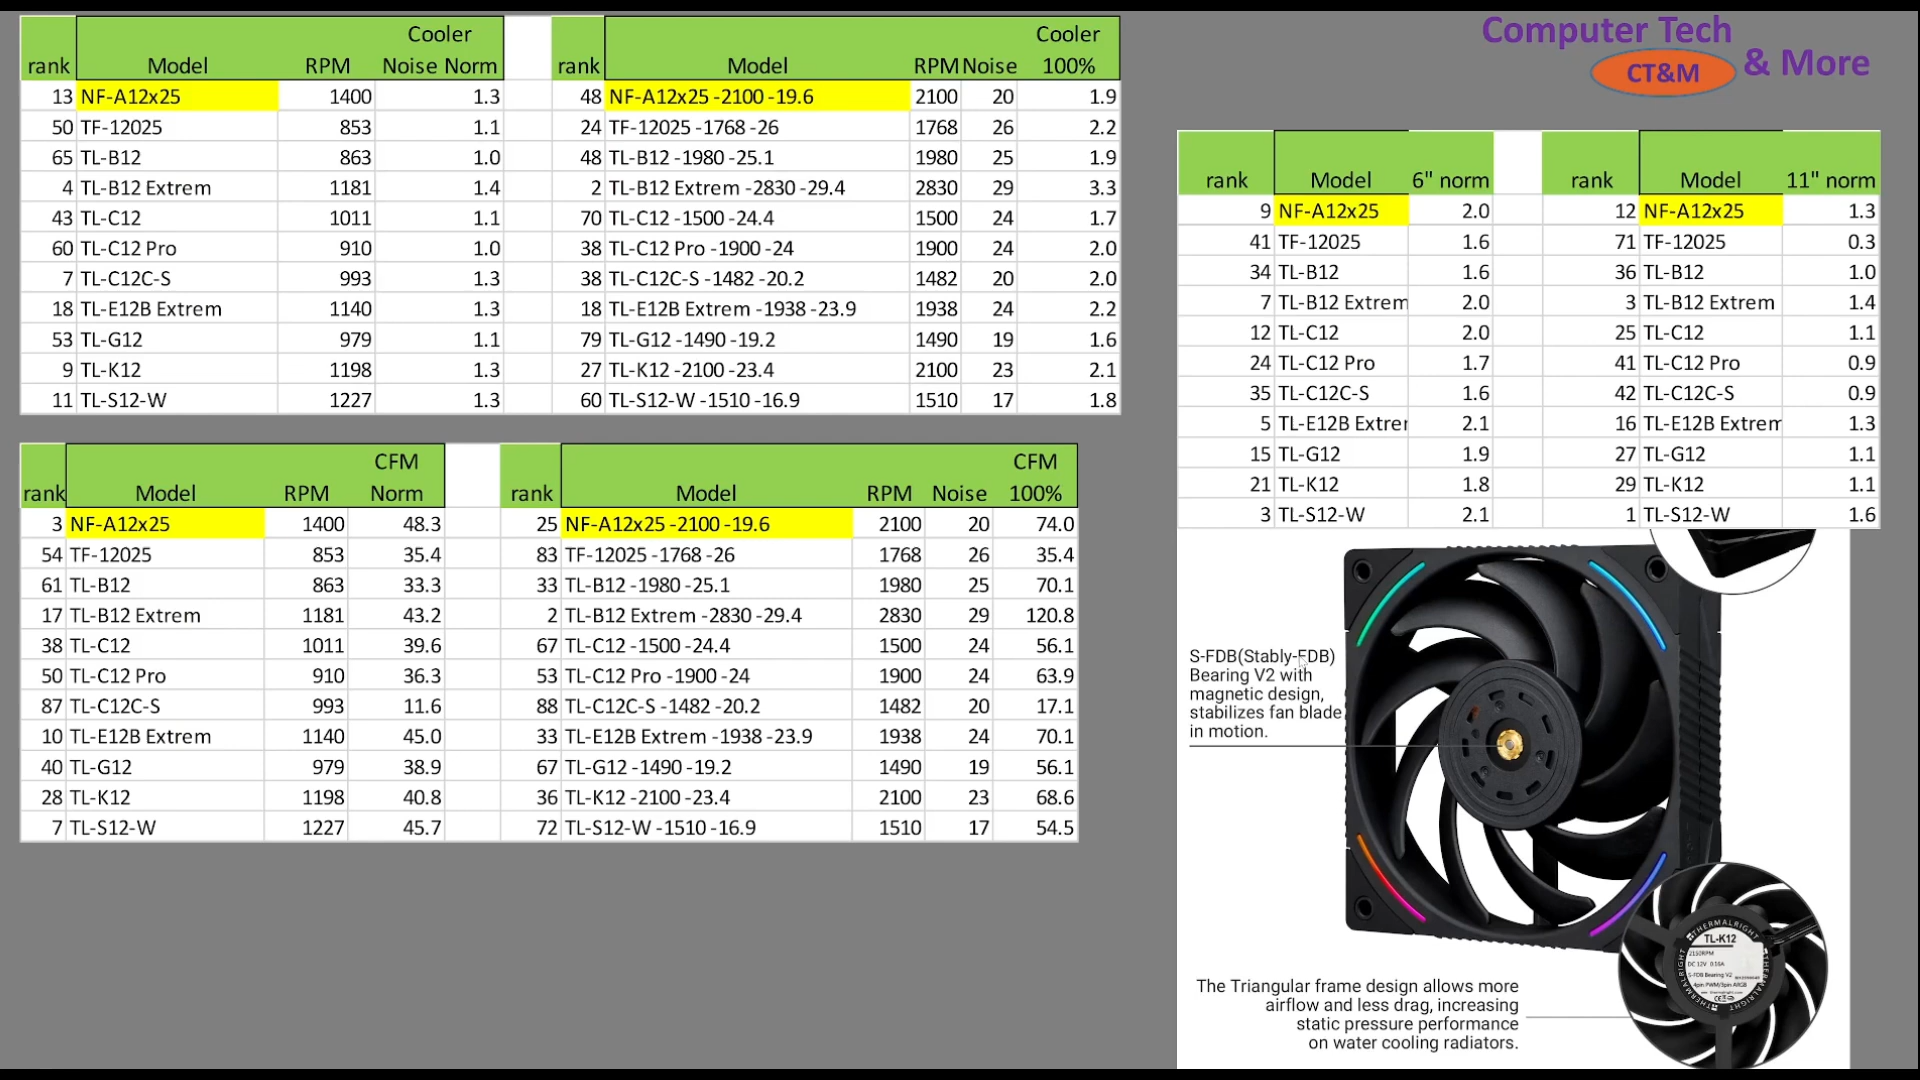 Computer Tech
CT&M & More
Cooler
rank Model RPM Noise Norm
13 NF-A12x25 1400 1.3
50 TF-12025 853 1.1
65 TL-B12 863 1.0
4 TL-B12 Extrem 1181 1.4
43 TL-C12 1011 1.1
60 TL-C12 Pro 910 1.0
7 TL-C12C-S 993 1.3
18 TL-E12B Extrem 1140 1.3
53 TL-G12 979 1.1
9 TL-K12 1198 1.3
11 TL-S12-W 1227 1.3
Cooler
rank Model RPM Noise 100%
48 NF-A12x25 -2100 -19.6 2100 20 1.9
24 TF-12025 -1768 -26 1768 26 2.2
48 TL-B12 -1980 -25.1 1980 25 1.9
2 TL-B12 Extrem -2830 -29.4 2830 29 3.3
70 TL-C12 -1500 -24.4 1500 24 1.7
38 TL-C12 Pro -1900 -24 1900 24 2.0
38 TL-C12C-S -1482 -20.2 1482 20 2.0
18 TL-E12B Extrem -1938 -23.9 1938 24 2.2
79 TL-G12 -1490 -19.2 1490 19 1.6
27 TL-K12 -2100 -23.4 2100 23 2.1
60 TL-S12-W -1510 -16.9 1510 17 1.8
rank Model 6" norm
9 NF-A12x25 2.0
41 TF-12025 1.6
34 TL-B12 1.6
7 TL-B12 Extrem 2.0
12 TL-C12 2.0
24 TL-C12 Pro 1.7
35 TL-C12C-S 1.6
5 TL-E12B Extrer 2.1
15 TL-G12 1.9
21 TL-K12 1.8
3 TL-S12-W 2.1
rank Model 11" norm
12 NF-A12x25 1.3
71 TF-12025 0.3
36 TL-B12 1.0
3 TL-B12 Extrem 1.4
25 TL-C12 1.1
41 TL-C12 Pro 0.9
42 TL-C12C-S 0.9
16 TL-E12B Extrem 1.3
27 TL-G12 1.1
29 TL-K12 1.1
1 TL-S12-W 1.6
CFM
rank Model RPM Norm
3 NF-A12x25 1400 48.3
54 TF-12025 853 35.4
61 TL-B12 863 33.3
17 TL-B12 Extrem 1181 43.2
38 TL-C12 1011 39.6
50 TL-C12 Pro 910 36.3
87 TL-C12C-S 993 11.6
10 TL-E12B Extrem 1140 45.0
40 TL-G12 979 38.9
28 TL-K12 1198 40.8
7 TL-S12-W 1227 45.7
CFM
rank Model RPM Noise 100%
25 NF-A12x25 -2100 -19.6 2100 20 74.0
83 TF-12025 -1768 -26 1768 26 35.4
33 TL-B12 -1980 -25.1 1980 25 70.1
2 TL-B12 Extrem -2830 -29.4 2830 29 120.8
67 TL-C12 -1500 -24.4 1500 24 56.1
53 TL-C12 Pro -1900 -24 1900 24 63.9
88 TL-C12C-S -1482 -20.2 1482 20 17.1
33 TL-E12B Extrem -1938 -23.9 1938 24 70.1
67 TL-G12 -1490 -19.2 1490 19 56.1
36 TL-K12 -2100 -23.4 2100 23 68.6
72 TL-S12-W -1510 -16.9 1510 17 54.5
S-FDB(Stably-FDB)
Bearing V2 with
magnetic design,
stabilizes fan blade
in motion.
THERMALRIGHT
TL-K12
2150RPM
DC 12V
S-FDB Bearing V2
4pin PWM/3pin ARGB
The Triangular frame design allows more
airflow and less drag, increasing
static pressure performance
on water cooling radiators.